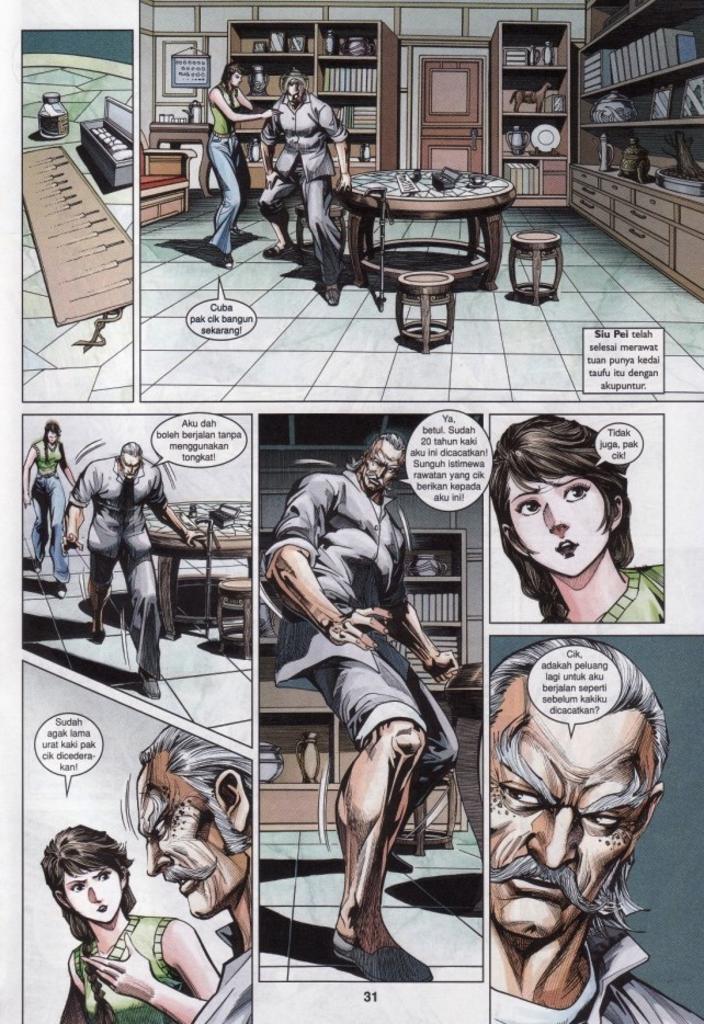 Cuba
pak cik bangun
sekarang!
Siu Pei telah
selesai merawat
tuan punya kedai
taufu itu dengan
akupuntur.
Aku dah
boleh berjalan tanpa
menggunakan
tongkat!
Sudah
agak lama
urat kaki pak
cik dicedera-
kan!
Ya,
betul. Sudah
20 tahun kaki
aku ini dicacatkan!
Sungguh istimewa
rawatan yang cik
berikan kepada
aku ini!
Tidak
juga, pak
cik!
Cik,
adakah peluang
lagi untuk aku
berjalan seperti
sebelum kakiku
dicacatkan?
31